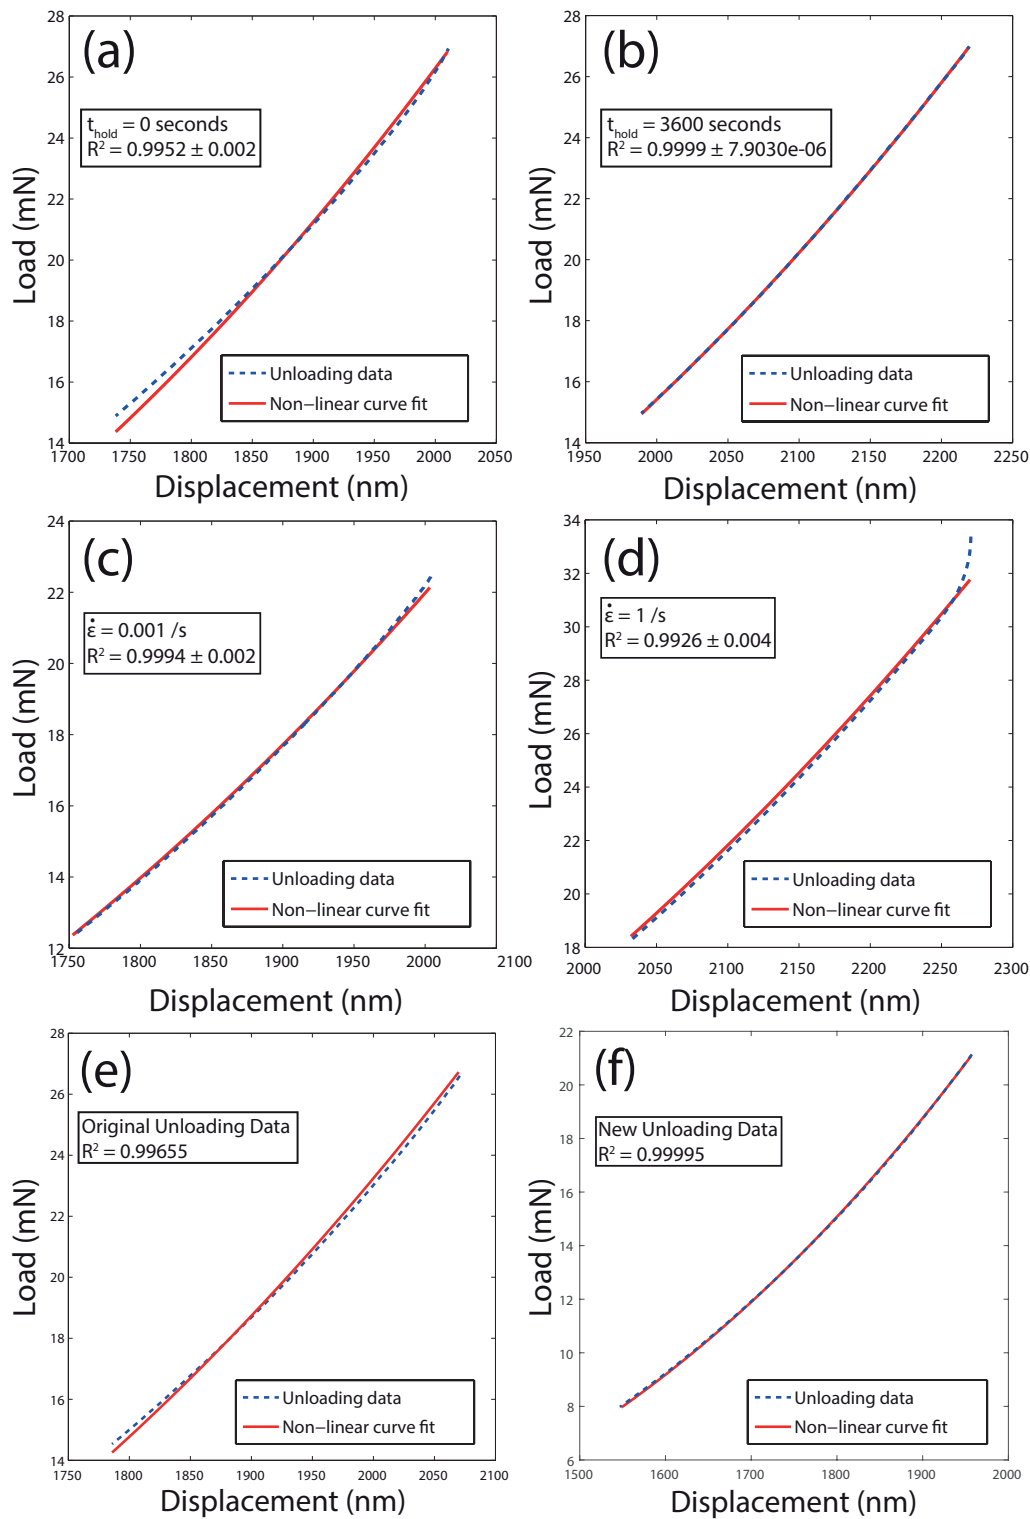 (a)
t_hold = 0 seconds
R² = 0.9952 ± 0.002
Unloading data
Non−linear curve fit
28
26
24
22
20
18
16
14
1700 1750 1800 1850 1900 1950 2000 2050
Load (mN)
Displacement (nm)
(b)
t_hold = 3600 seconds
R² = 0.9999 ± 7.9030e-06
Unloading data
Non−linear curve fit
28
26
24
22
20
18
16
14
1950 2000 2050 2100 2150 2200 2250
Load (mN)
Displacement (nm)
(c)
ε̇ = 0.001 /s
R² = 0.9994 ± 0.002
Unloading data
Non−linear curve fit
24
22
20
18
16
14
12
1750 1800 1850 1900 1950 2000 2100
Load (mN)
Displacement (nm)
(d)
ε̇ = 1 /s
R² = 0.9926 ± 0.004
Unloading data
Non−linear curve fit
34
32
30
28
26
24
22
20
18
2000 2050 2100 2150 2200 2250 2300
Load (mN)
Displacement (nm)
(e)
Original Unloading Data
R² = 0.99655
Unloading data
Non−linear curve fit
28
26
24
22
20
18
16
14
1750 1800 1850 1900 1950 2000 2050 2100
Load (mN)
Displacement (nm)
(f)
New Unloading Data
R² = 0.99995
Unloading data
Non−linear curve fit
22
20
18
16
14
12
10
8
6
1500 1600 1700 1800 1900 2000
Load (mN)
Displacement (nm)